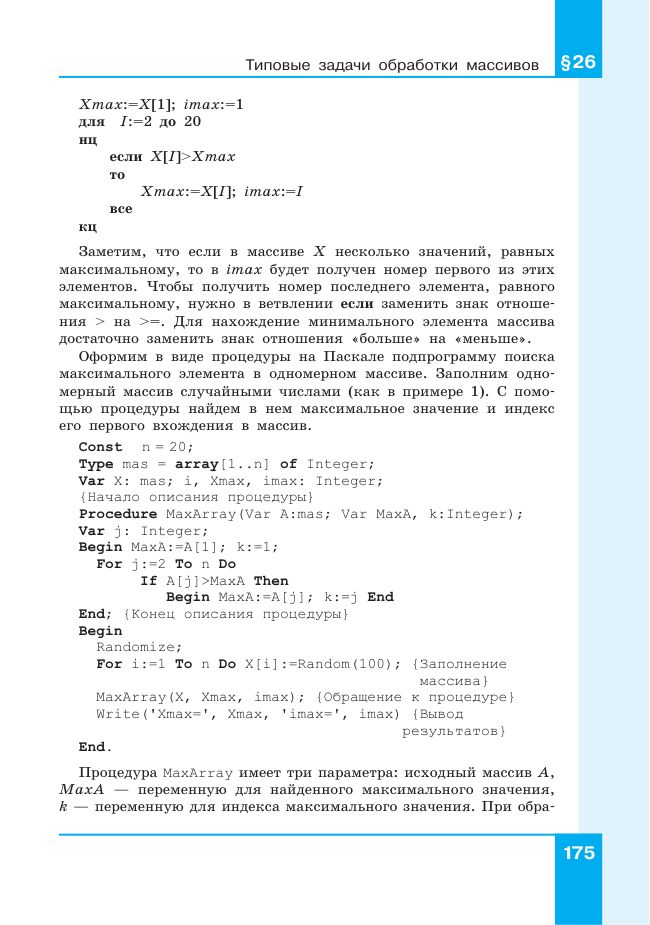 Типовые задачи обработки массивов §26
Xmax:=X[1]; imax:=1
для I:=2 до 20
нц
если X[I]>Xmax
то
Xmax:=X[I]; imax:=I
все
кц
Заметим, что если в массиве X несколько значений, равных
максимальному, то в imax будет получен номер первого из этих
элементов. Чтобы получить номер последнего элемента, равного
максимальному, нужно в ветвлении если заменить знак отноше-
ния > на >=. Для нахождение минимального элемента массива
достаточно заменить знак отношения «больше» на «меньше».
Оформим в виде процедуры на Паскале подпрограмму поиска
максимального элемента в одномерном массиве. Заполним одно-
мерный массив случайными числами (как в примере 1). С помо-
щью процедуры найдем в нем максимальное значение и индекс
его первого вхождения в массив.
Const n = 20;
Type mas = array[1..n] of Integer;
Var X: mas; i, Xmax, imax: Integer;
{Начало описания процедуры}
Procedure MaxArray(Var A:mas; Var MaxA, k:Integer);
Var j: Integer;
Begin MaxA:=A[1]; k:=1;
For j:=2 To n Do
If A[j]>MaxA Then
Begin MaxA:=A[j]; k:=j End
End; {Конец описания процедуры}
Begin
Randomize;
For i:=1 To n Do X[i]:=Random(100); {Заполнение
массива}
MaxArray(X, Xmax, imax); {Обращение к процедуре}
Write('Xmax=', Xmax, 'imax=', imax) {Вывод
результатов}
End.
Процедура MaxArray имеет три параметра: исходный массив A,
MaxA — переменную для найденного максимального значения,
k — переменную для индекса максимального значения. При обра-
175